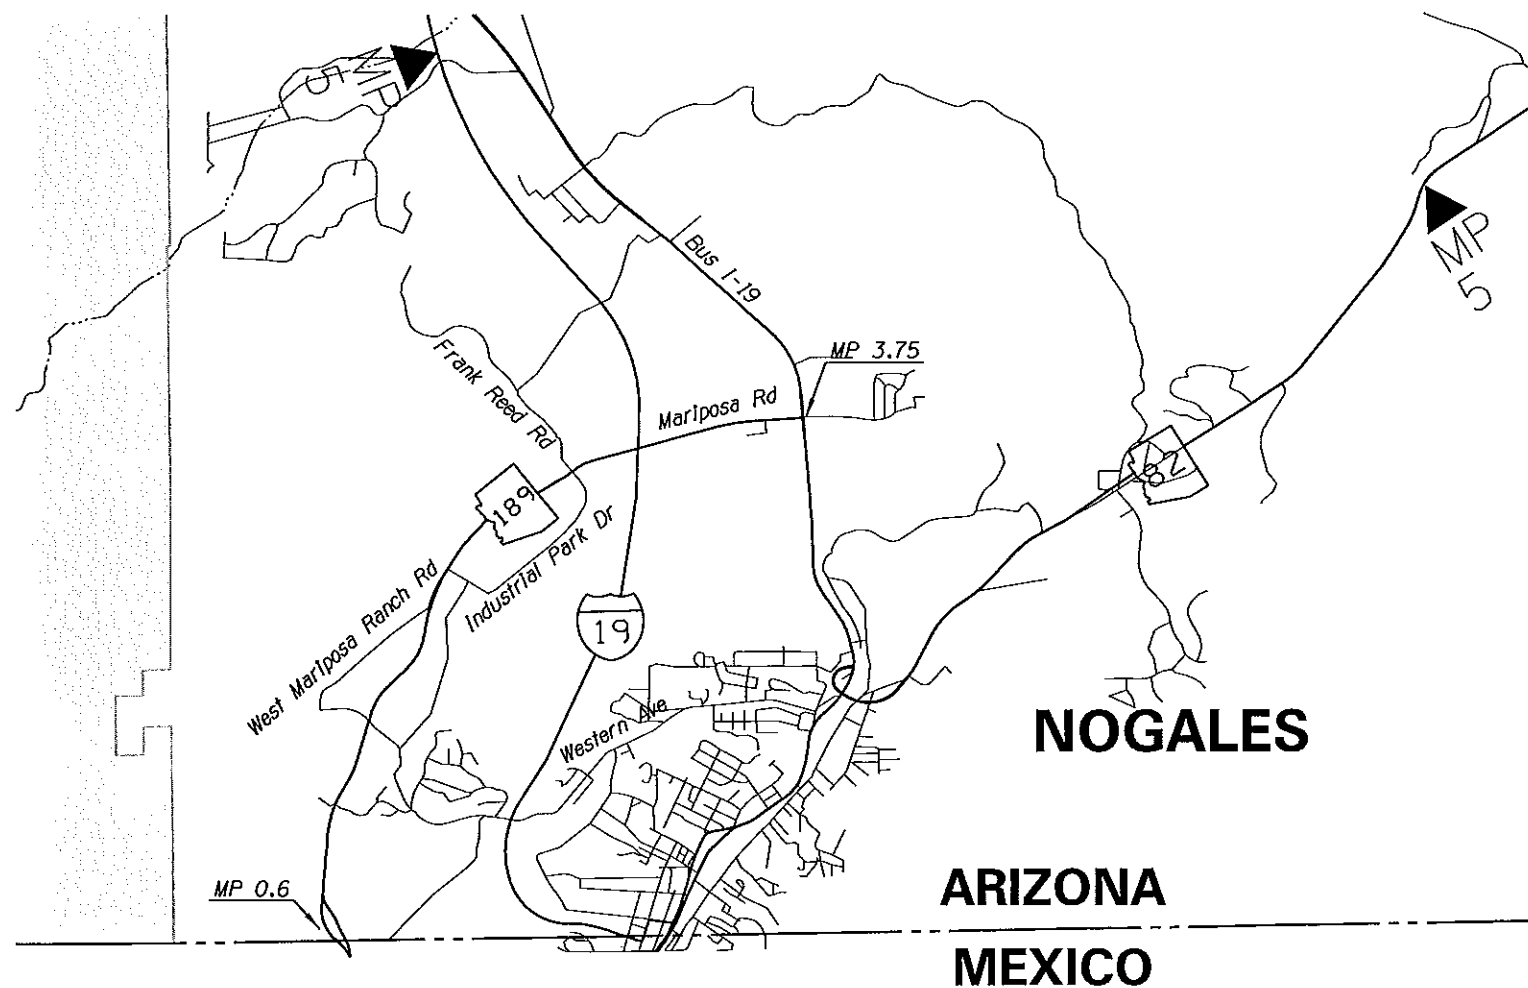 MP
5
Bus I-19
MP
5
Frank Reed Rd
MP 3.75
Mariposa Rd
82
189
Industrial Park Dr
West Mariposa Ranch Rd
19
Western Ave
NOGALES
MP 0.6
ARIZONA
MEXICO